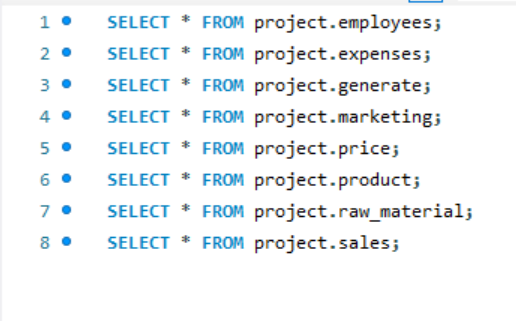 1 SELECT * FROM project.employees;
2 SELECT * FROM project.expenses;
3 SELECT * FROM project.generate;
4 SELECT * FROM project.marketing;
5 SELECT * FROM project.price;
6 SELECT * FROM project.product;
7 SELECT * FROM project.raw_material;
8 SELECT * FROM project.sales;